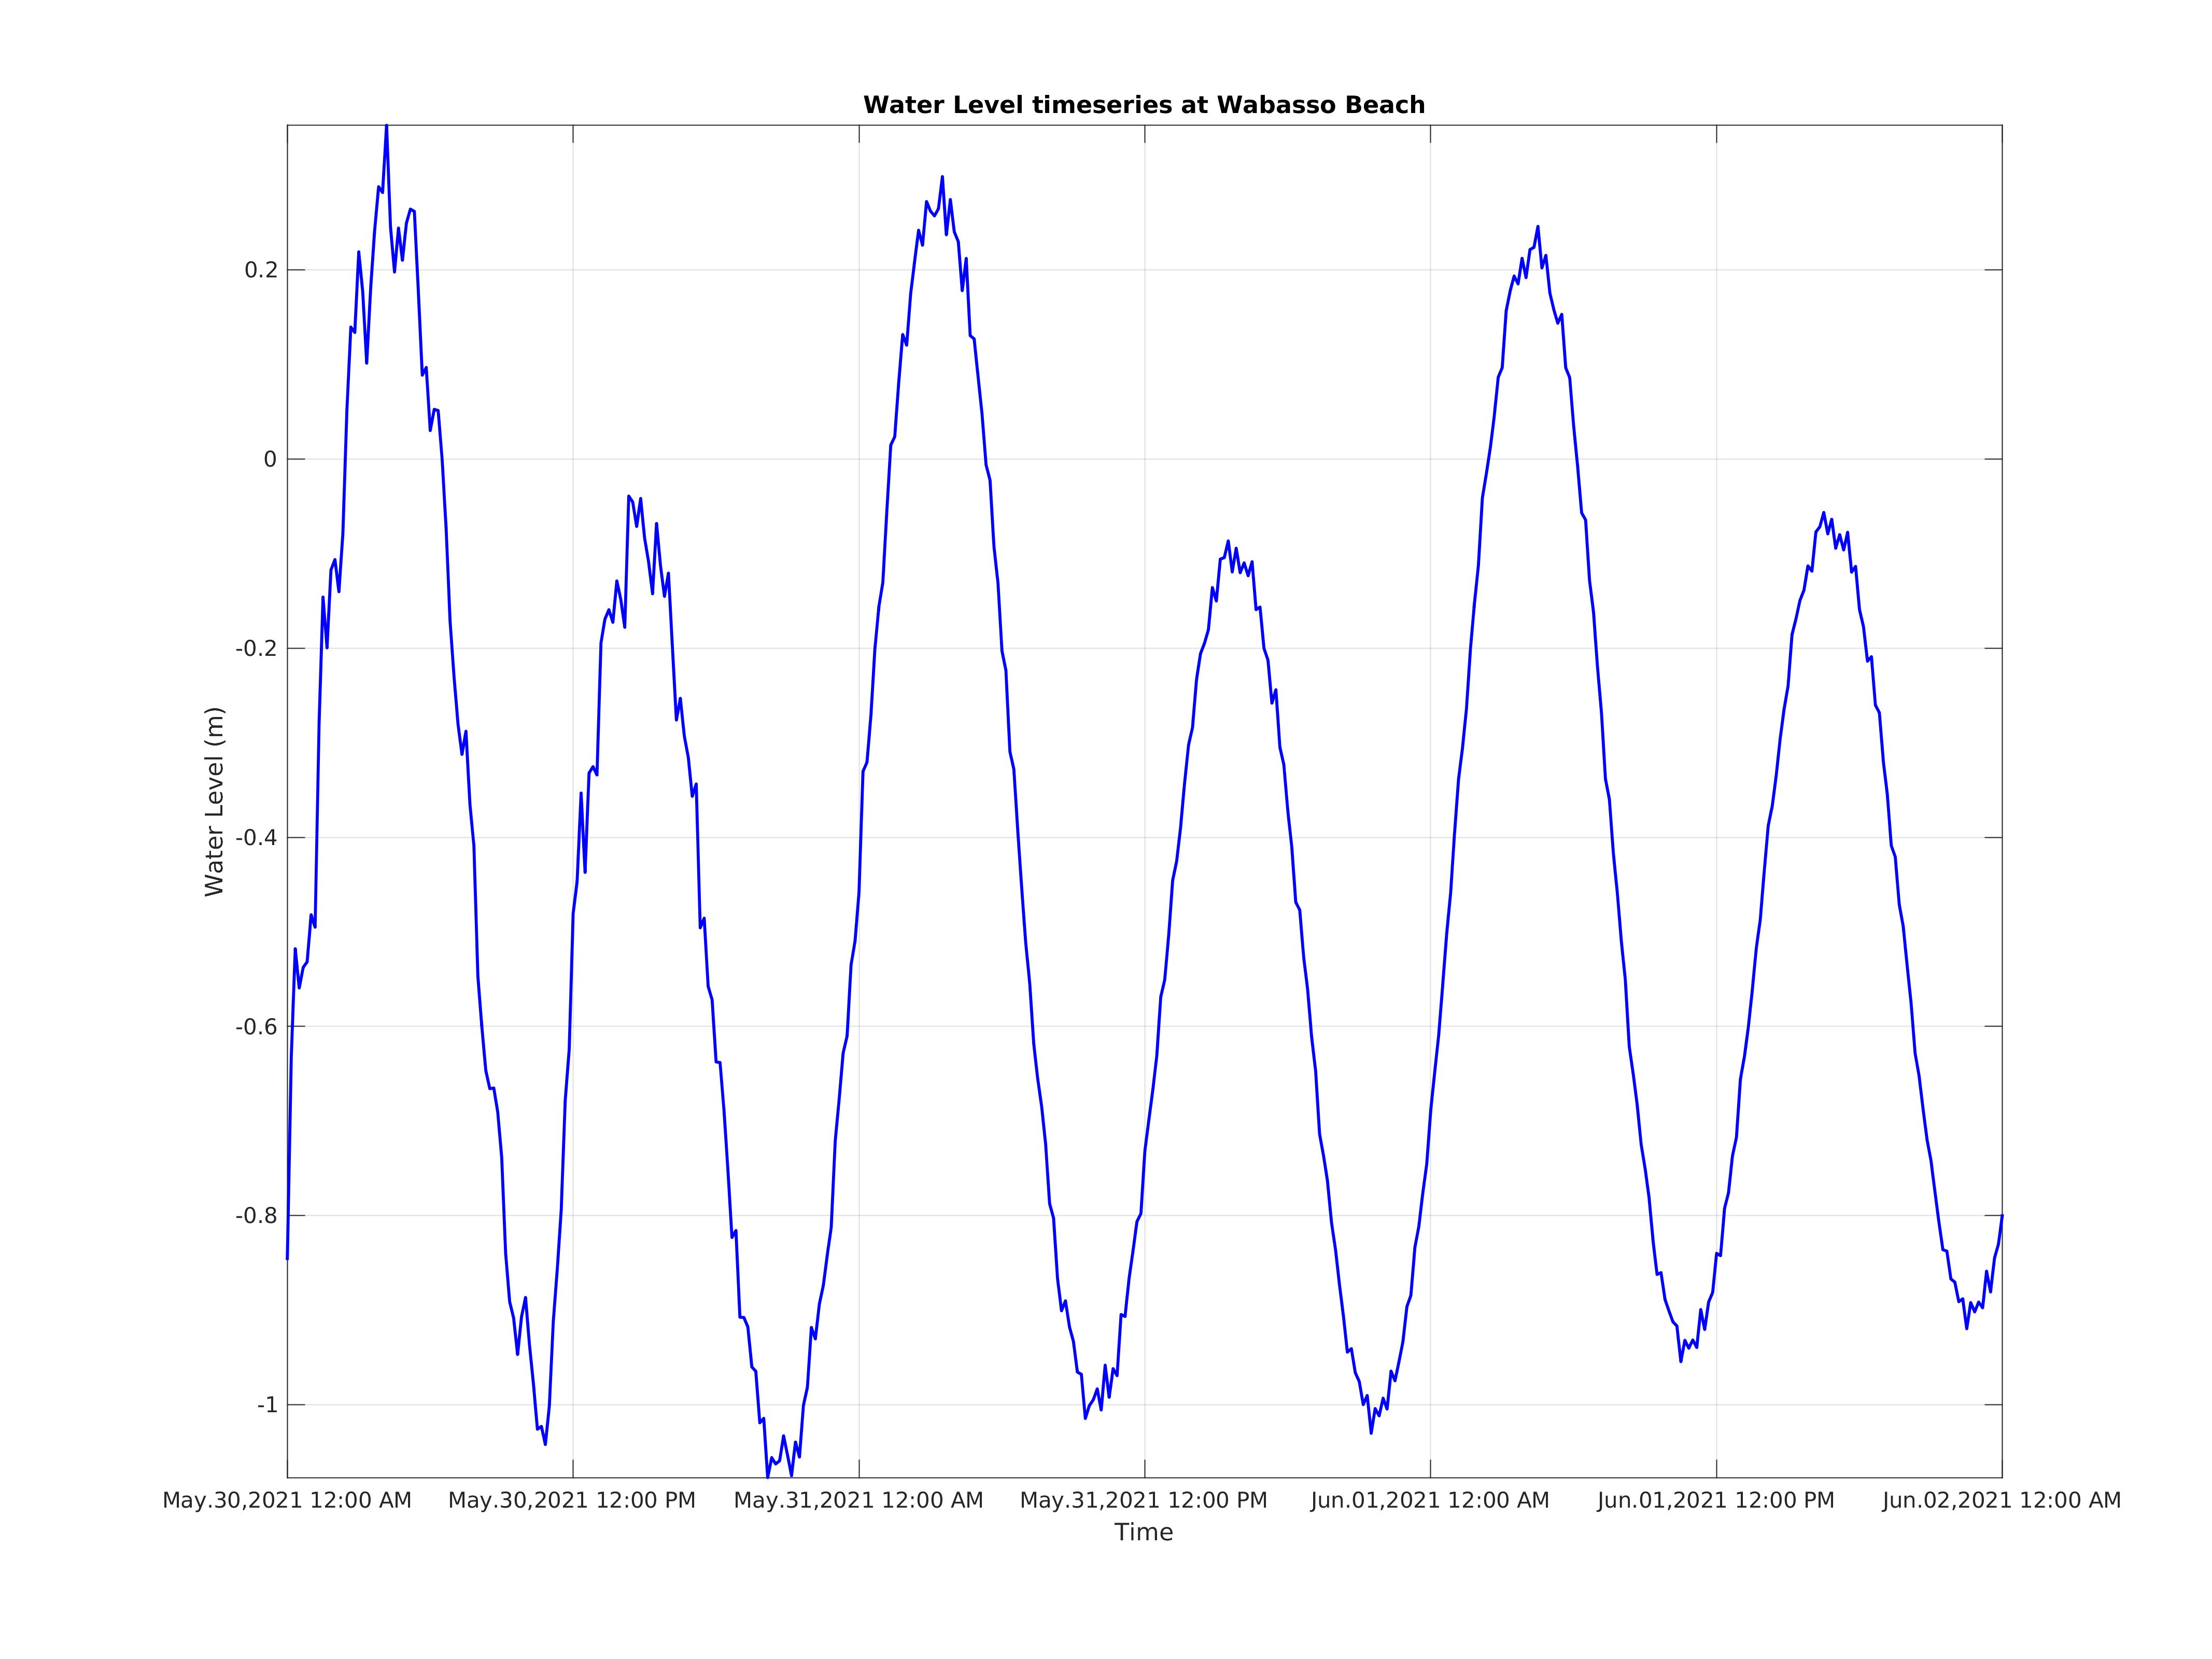 Water Level timeseries at Wabasso Beach
0.2
0
-0.2
-0.4
-0.6
-0.8
-1
Water Level (m)
May.30,2021 12:00 AM May.30,2021 12:00 PM May.31,2021 12:00 AM May.31,2021 12:00 PM Jun.01,2021 12:00 AM Jun.01,2021 12:00 PM Jun.02,2021 12:00 AM
Time